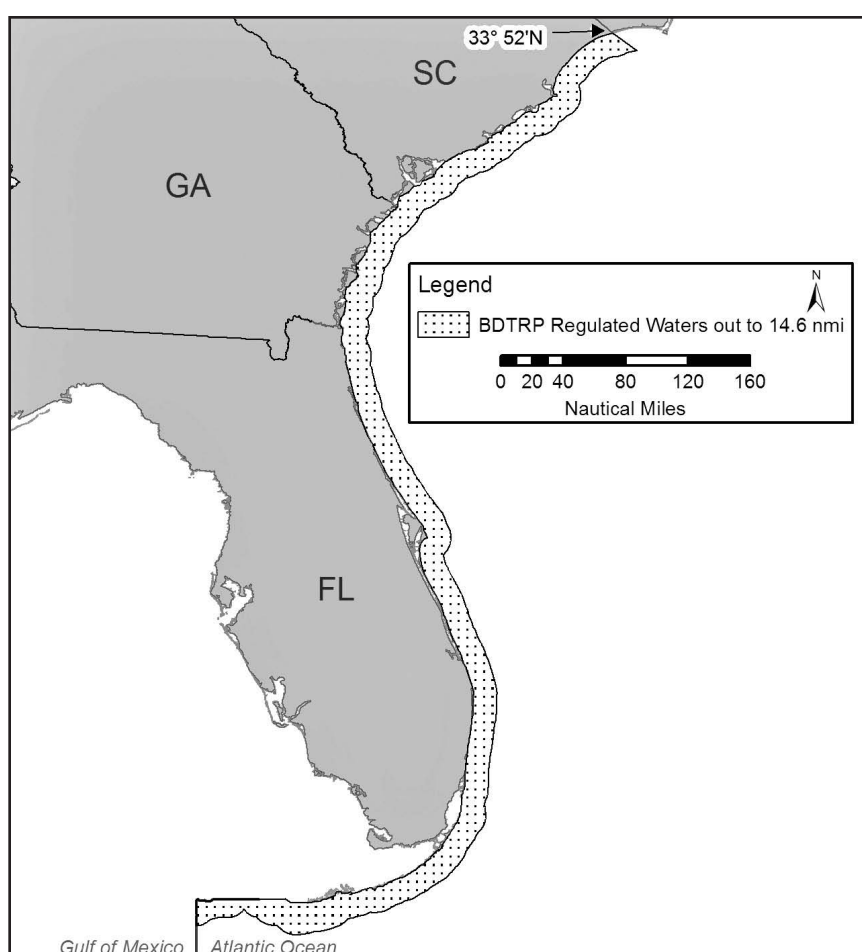 33° 52'N
SC
GA
Legend
N
BDTRP Regulated Waters out to 14.6 nmi
0 20 40 80 120 160
Nautical Miles
FL
Gulf of Mexico Atlantic Ocean